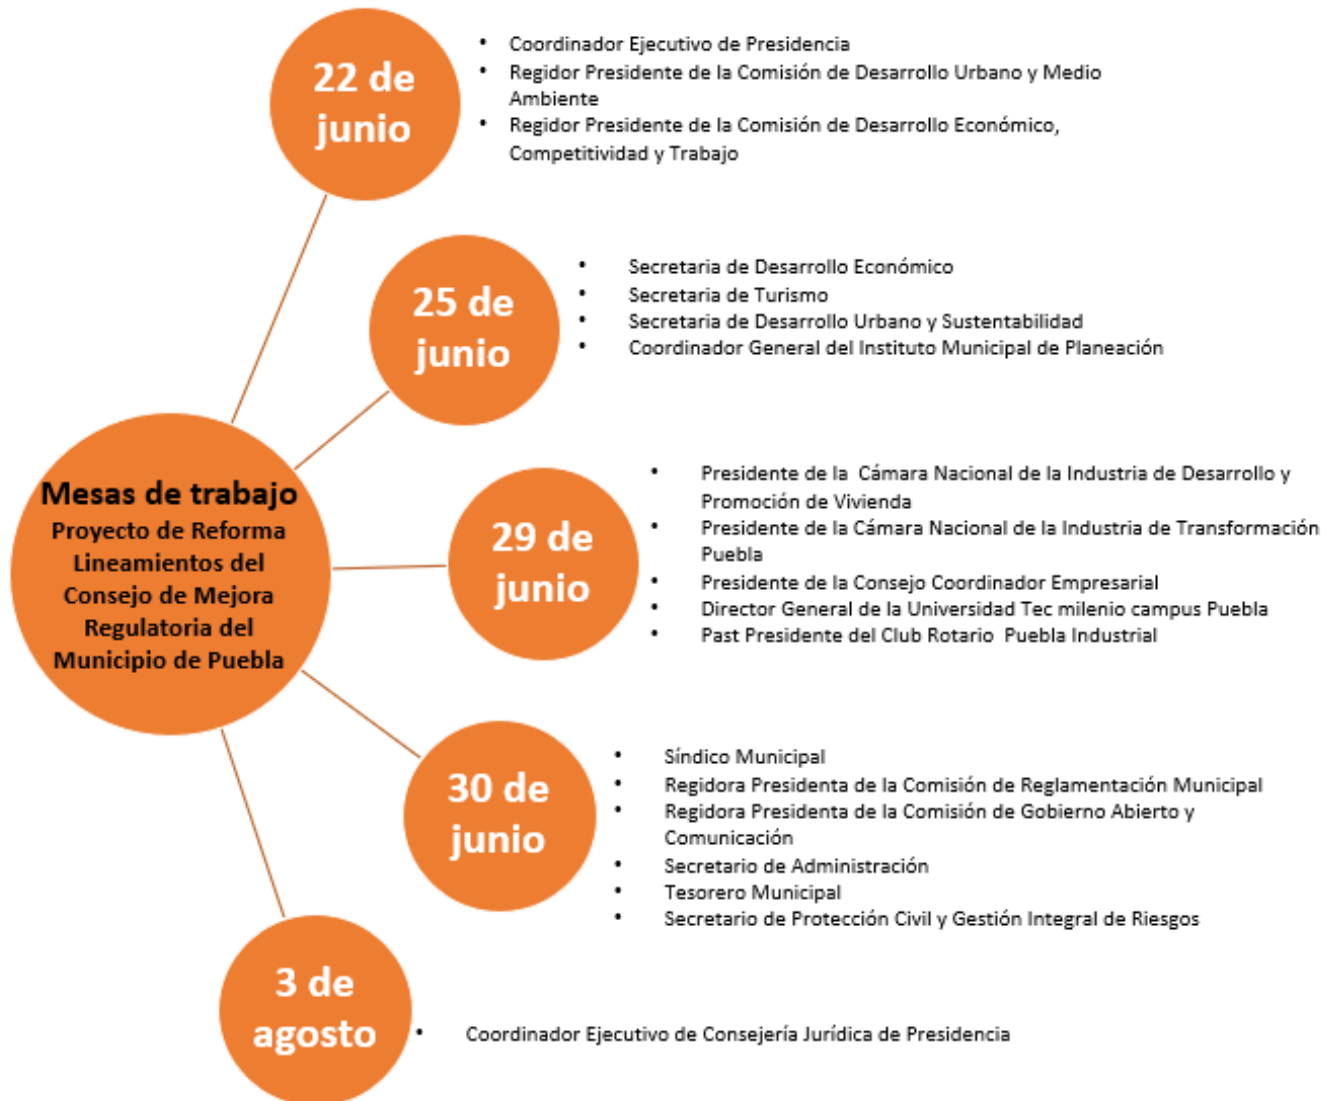 Mesas de trabajo
Proyecto de Reforma
Lineamientos del
Consejo de Mejora
Regulatoria del
Municipio de Puebla
22 de
junio
• Coordinador Ejecutivo de Presidencia
• Regidor Presidente de la Comisión de Desarrollo Urbano y Medio
Ambiente
• Regidor Presidente de la Comisión de Desarrollo Económico,
Competitividad y Trabajo
25 de
junio
• Secretaria de Desarrollo Económico
• Secretaria de Turismo
• Secretaria de Desarrollo Urbano y Sustentabilidad
• Coordinador General del Instituto Municipal de Planeación
29 de
junio
• Presidente de la Cámara Nacional de la Industria de Desarrollo y
Promoción de Vivienda
• Presidente de la Cámara Nacional de la Industria de Transformación
Puebla
• Presidente de la Consejo Coordinador Empresarial
• Director General de la Universidad Tec milenio campus Puebla
• Past Presidente del Club Rotario Puebla Industrial
30 de
junio
• Síndico Municipal
• Regidora Presidenta de la Comisión de Reglamentación Municipal
• Regidora Presidenta de la Comisión de Gobierno Abierto y
Comunicación
• Secretario de Administración
• Tesorero Municipal
• Secretario de Protección Civil y Gestión Integral de Riesgos
3 de
agosto
• Coordinador Ejecutivo de Consejería Jurídica de Presidencia